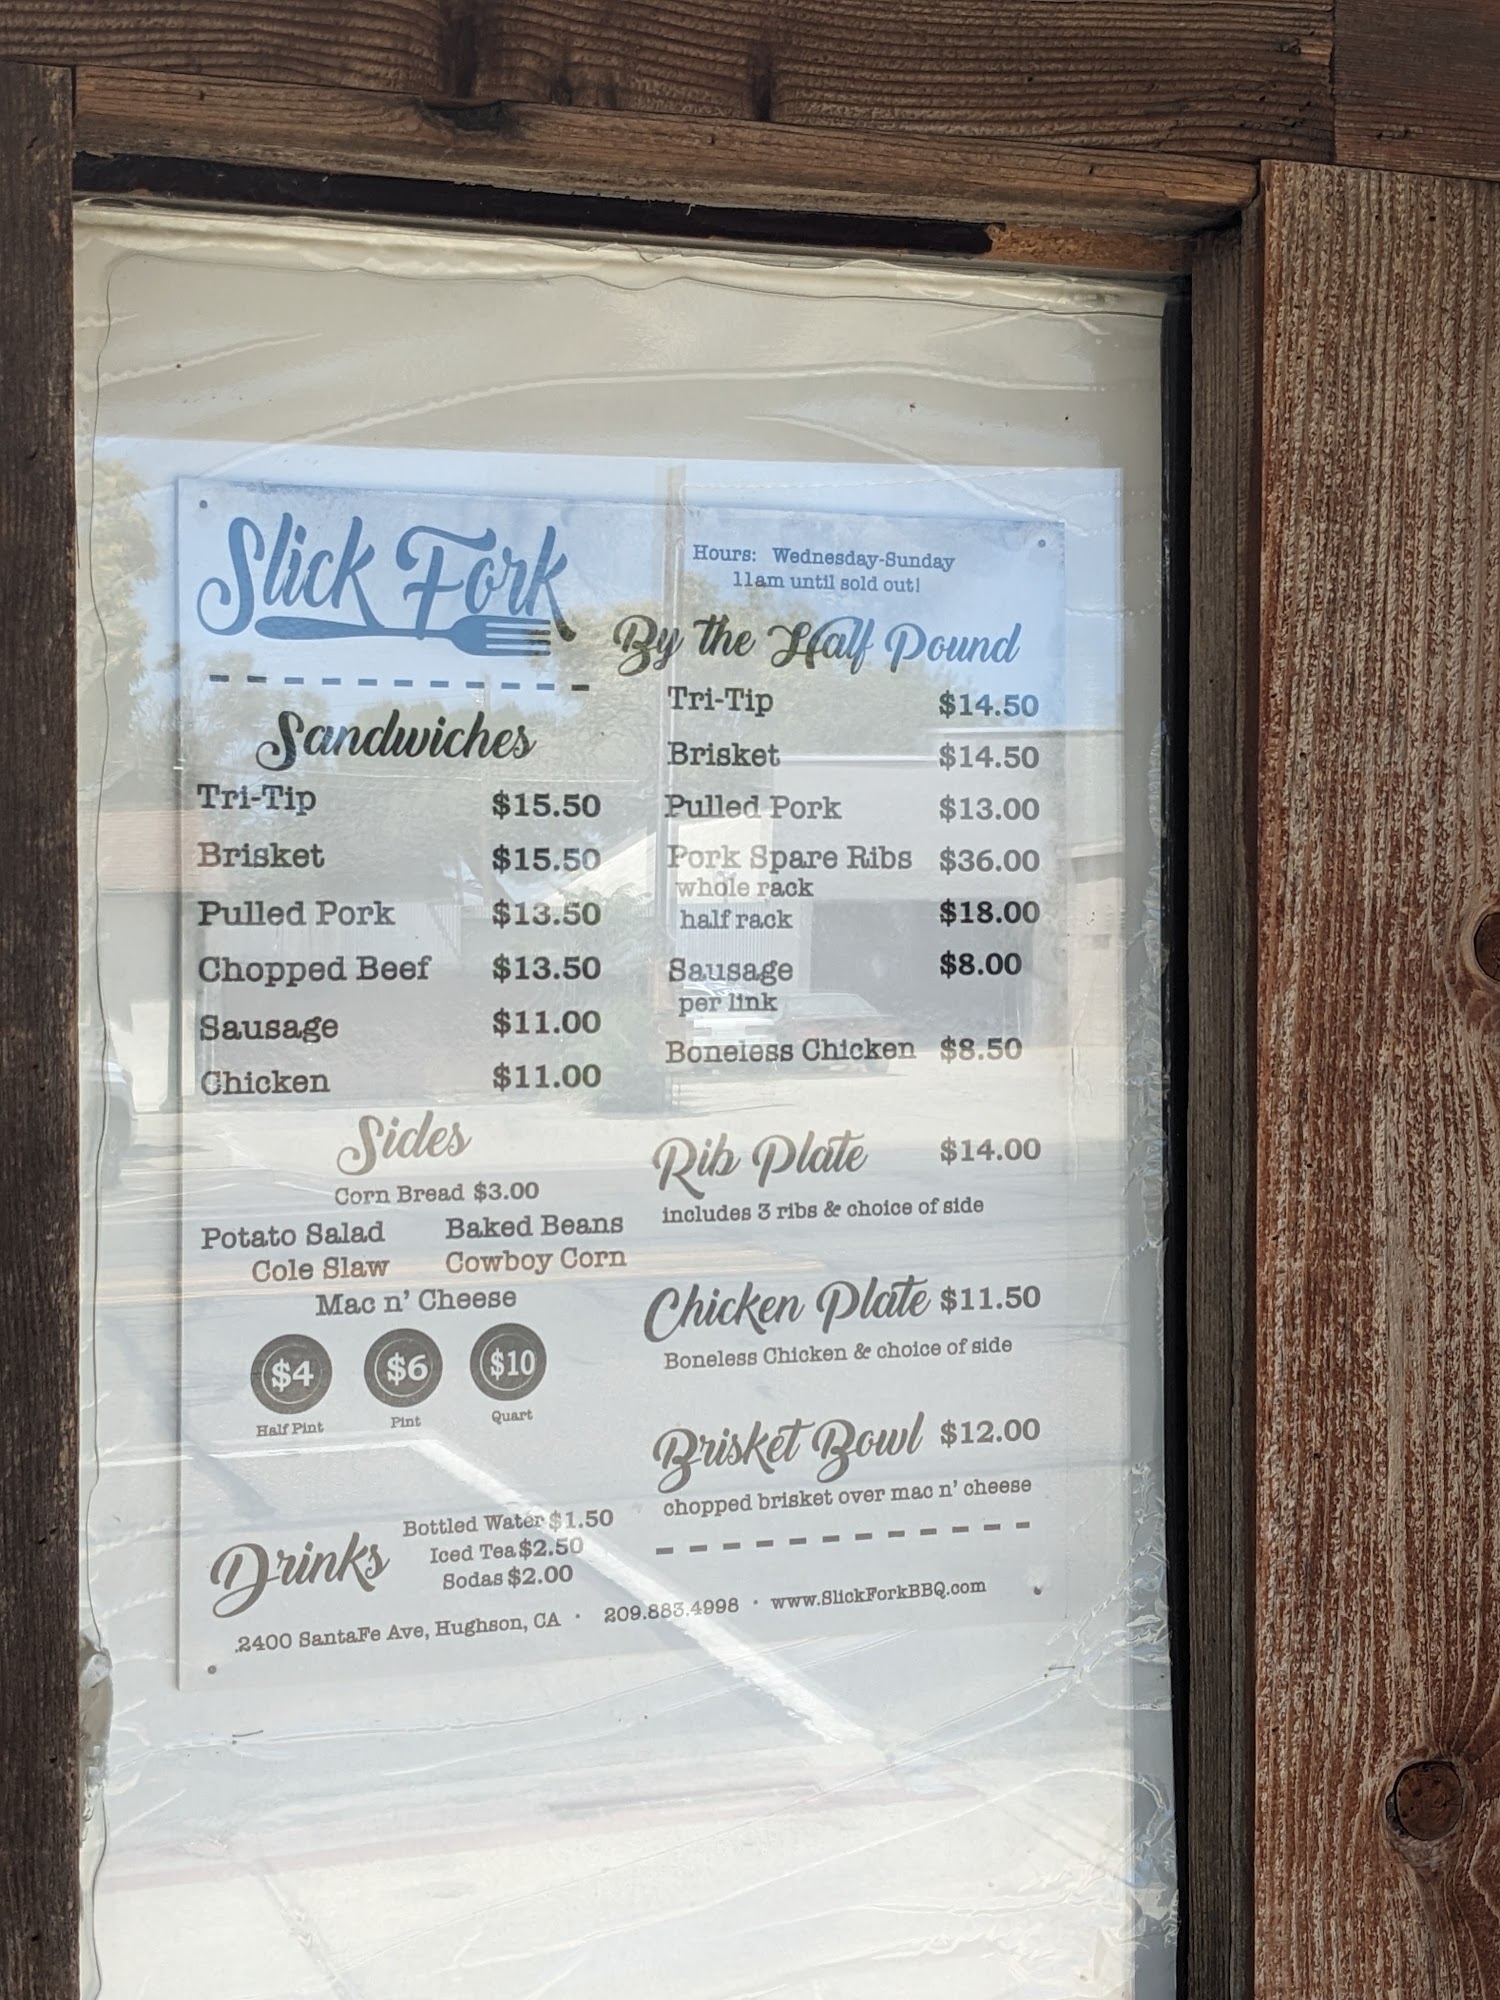 Slick Fork
Hours: Wednesday-Sunday
11am until sold out!
Sandwiches
Tri-Tip $15.50
Brisket $15.50
Pulled Pork $13.50
Chopped Beef $13.50
Sausage $11.00
Chicken $11.00
Sides
Corn Bread $3.00
Potato Salad Baked Beans
Cole Slaw Cowboy Corn
Mac n' Cheese
$4 $6 $10
Half Pint Pint Quart
Drinks
Bottled Water $1.50
Iced Tea $2.50
Sodas $2.00
By the Half Pound
Tri-Tip $14.50
Brisket $14.50
Pulled Pork $13.00
Pork Spare Ribs $36.00
whole rack
half rack $18.00
Sausage $8.00
per link
Boneless Chicken $8.50
Rib Plate $14.00
includes 3 ribs & choice of side
Chicken Plate $11.50
Boneless Chicken & choice of side
Brisket Bowl $12.00
chopped brisket over mac n' cheese
.2400 SantaFe Ave, Hughson, CA · 209.883.4998 · www.SlickForkBBQ.com